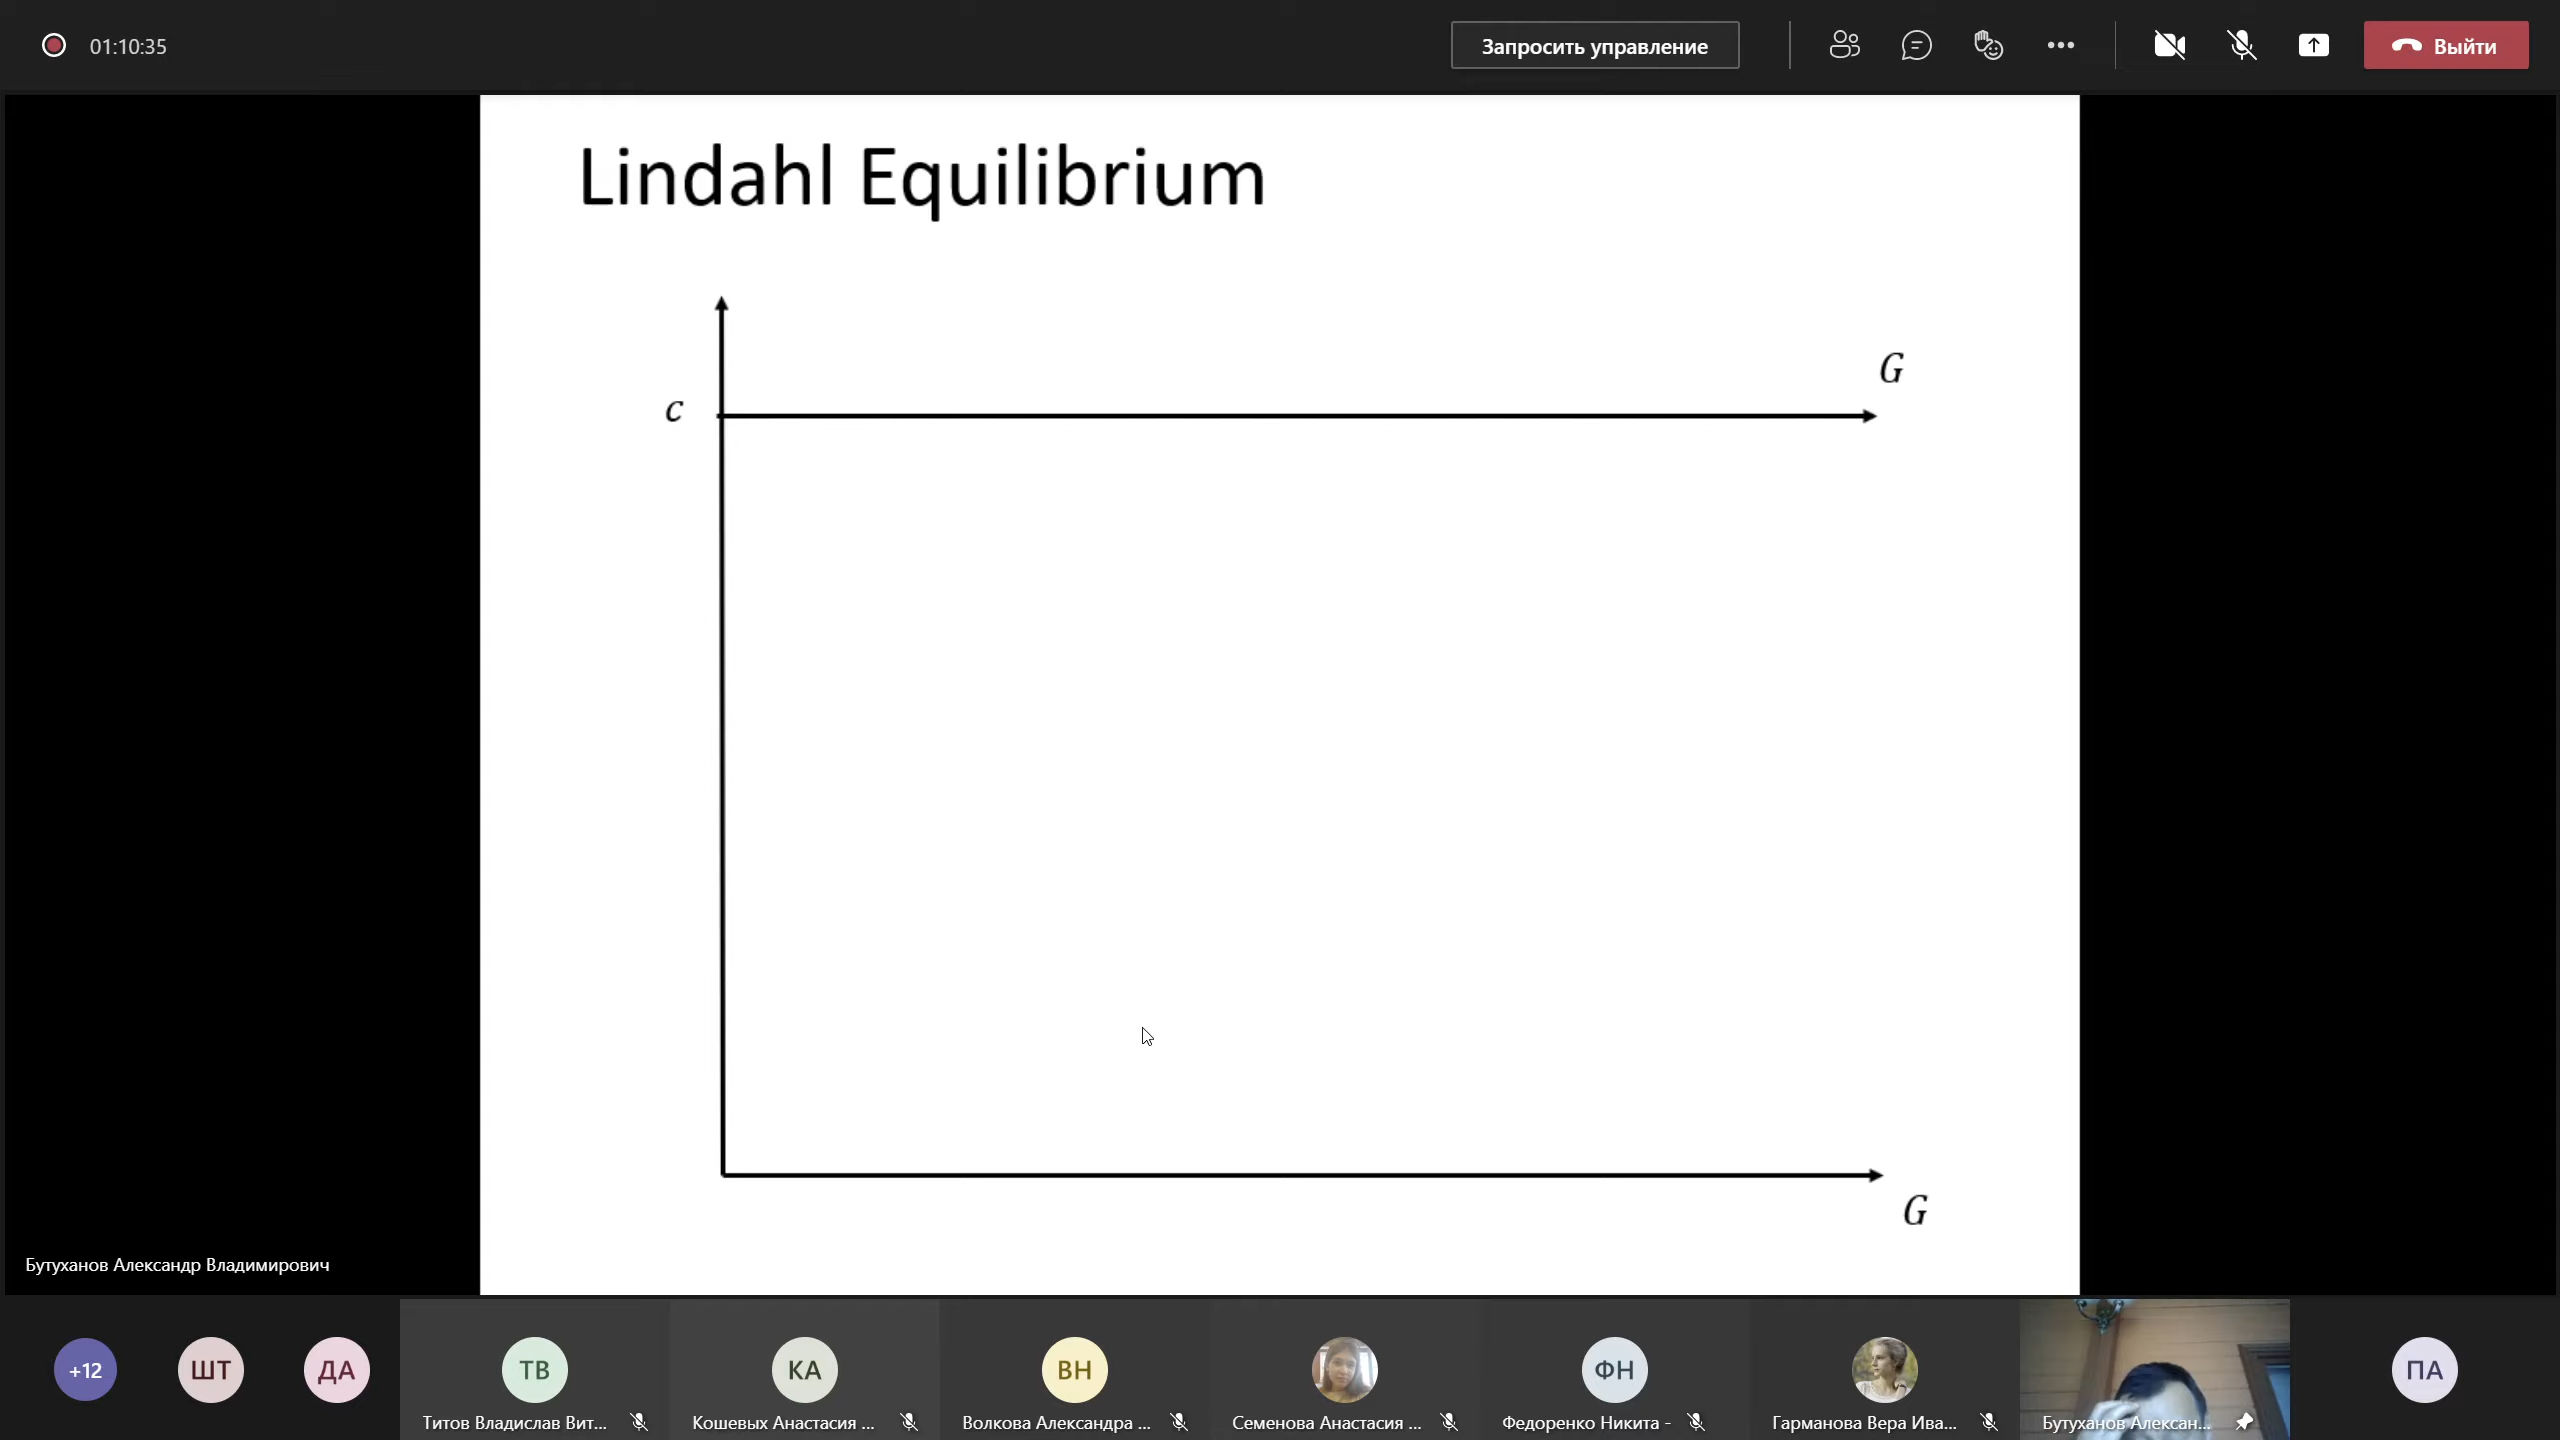 01:10:35
Запросить управление
Выйти
Lindahl Equilibrium
G
c
G
Бутуханов Александр Владимирович
+12
ШТ
ДА
ТВ
КА
ВН
ФН
ПА
Титов Владислав Вит...
Кошевых Анастасия ...
Волкова Александра ...
Семенова Анастасия ...
Федоренко Никита -
Гарманова Вера Ива...
Бутуханов Алексан...